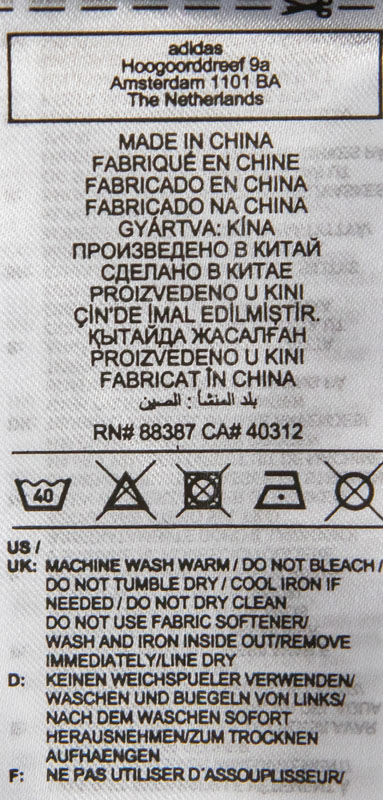 adidas
Hoogoorddreef 9a
Amsterdam 1101 BA
The Netherlands
MADE IN CHINA
FABRIQUÉ EN CHINE
FABRICADO EN CHINA
FABRICADO NA CHINA
GYÁRTVA: KÍNA
ПРОИЗВЕДЕНО В КИТАЙ
СДЕЛАНО В КИТАЕ
PROIZVEDENO U KINI
ÇİN'DE İMAL EDİLMİŞTİR.
ҚЫТАЙДА ЖАСАЛҒАН
PROIZVEDENO U KINI
FABRICAT ÎN CHINA
بلد المنشأ : الصين
RN# 88387 CA# 40312
40
US /
UK: MACHINE WASH WARM / DO NOT BLEACH /
DO NOT TUMBLE DRY / COOL IRON IF
NEEDED / DO NOT DRY CLEAN
DO NOT USE FABRIC SOFTENER/
WASH AND IRON INSIDE OUT/REMOVE
IMMEDIATELY/LINE DRY
D: KEINEN WEICHSPUELER VERWENDEN/
WASCHEN UND BUEGELN VON LINKS/
NACH DEM WASCHEN SOFORT
HERAUSNEHMEN/ZUM TROCKNEN
AUFHAENGEN
F: NE PAS UTILISER D'ASSOUPLISSEUR/